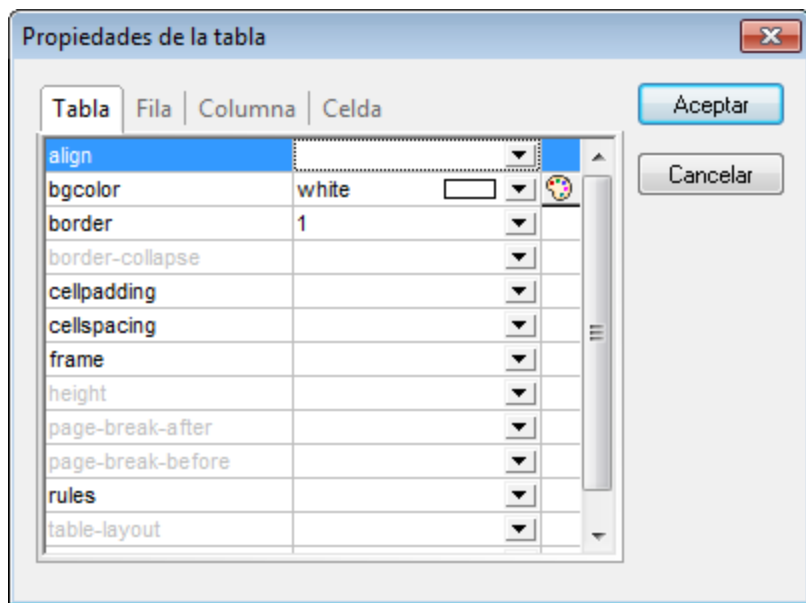 Propiedades de la tabla
Tabla Fila Columna Celda
Aceptar
Cancelar
align
bgcolor white
border 1
border-collapse
cellpadding
cellspacing
frame
height
page-break-after
page-break-before
rules
table-layout